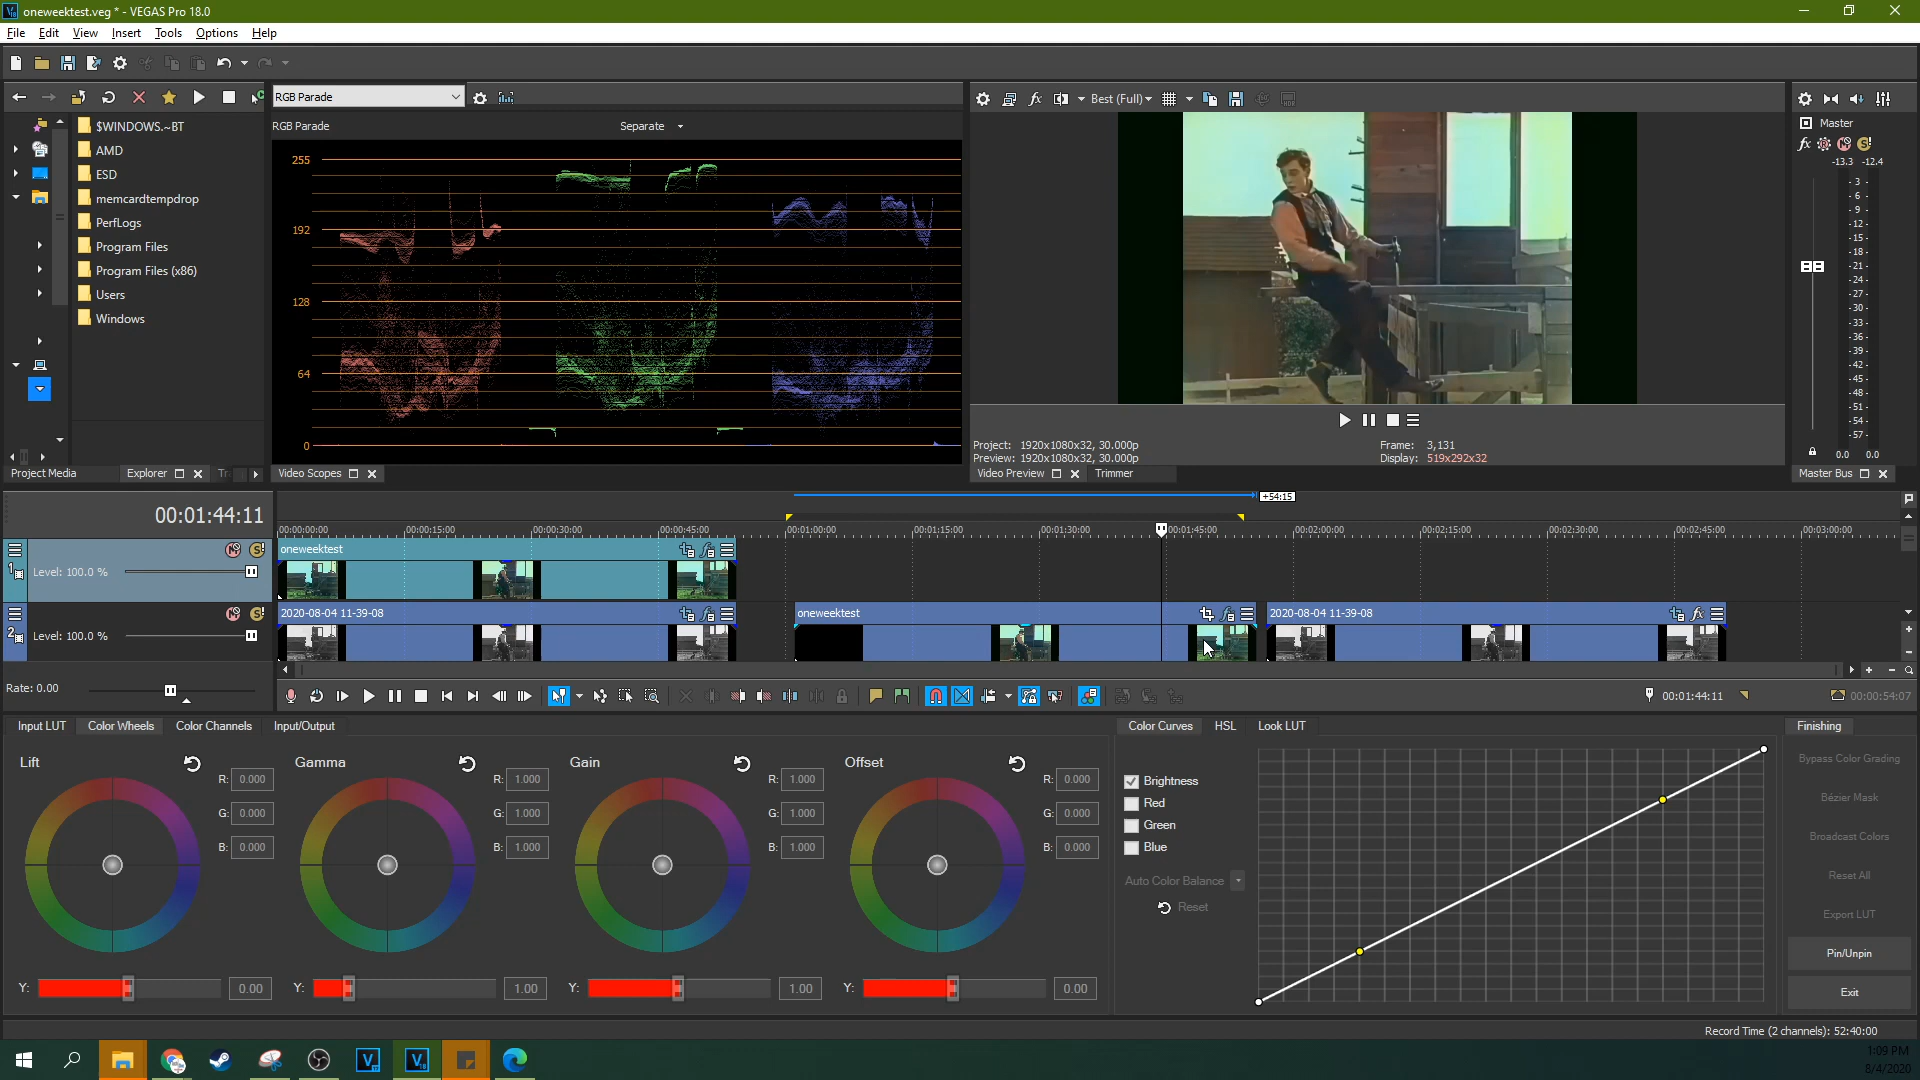 oneweektest.veg * - VEGAS Pro 18.0
File Edit View Insert Tools Options Help
RGB Parade
Best (Full)
$WINDOWS.~BT
AMD
ESD
memcardtempdrop
PerfLogs
Program Files
Program Files (x86)
Users
Windows
Project Media
Explorer
RGB Parade
Separate
255
192
128
64
0
Video Scopes
Project: 1920x1080x32, 30.000p
Preview: 1920x1080x32, 30.000p
Frame: 3,131
Display: 519x292x32
Video Preview
Trimmer
Master
-13.3 -12.4
- 3 -
- 6 -
- 9 -
- 12 -
- 15 -
- 18 -
- 21 -
- 24 -
- 27 -
- 30 -
- 33 -
- 36 -
- 39 -
- 42 -
- 45 -
- 48 -
- 51 -
- 54 -
- 57 -
0.0 0.0
Master Bus
+54:15
00:01:44:11
00:00:00:00 00:00:15:00 00:00:30:00 00:00:45:00 00:01:00:00 00:01:15:00 00:01:30:00 00:01:45:00 00:02:00:00 00:02:15:00 00:02:30:00 00:02:45:00 00:03:00:00
oneweektest
1
Level: 100.0 %
2020-08-04 11-39-08
oneweektest
2020-08-04 11-39-08
2
Level: 100.0 %
Rate: 0.00
00:01:44:11
00:00:54:07
Input LUT
Color Wheels
Color Channels
Input/Output
Lift
R: 0.000
G: 0.000
B: 0.000
Y: 0.00
Gamma
R: 1.000
G: 1.000
B: 1.000
Y: 1.00
Gain
R: 1.000
G: 1.000
B: 1.000
Y: 1.00
Offset
R: 0.000
G: 0.000
B: 0.000
Y: 0.00
Color Curves
HSL
Look LUT
Brightness
Red
Green
Blue
Auto Color Balance
Reset
Finishing
Bypass Color Grading
Bézier Mask
Broadcast Colors
Reset All
Export LUT
Pin/Unpin
Exit
Record Time (2 channels): 52:40:00
1:09 PM
8/4/2020